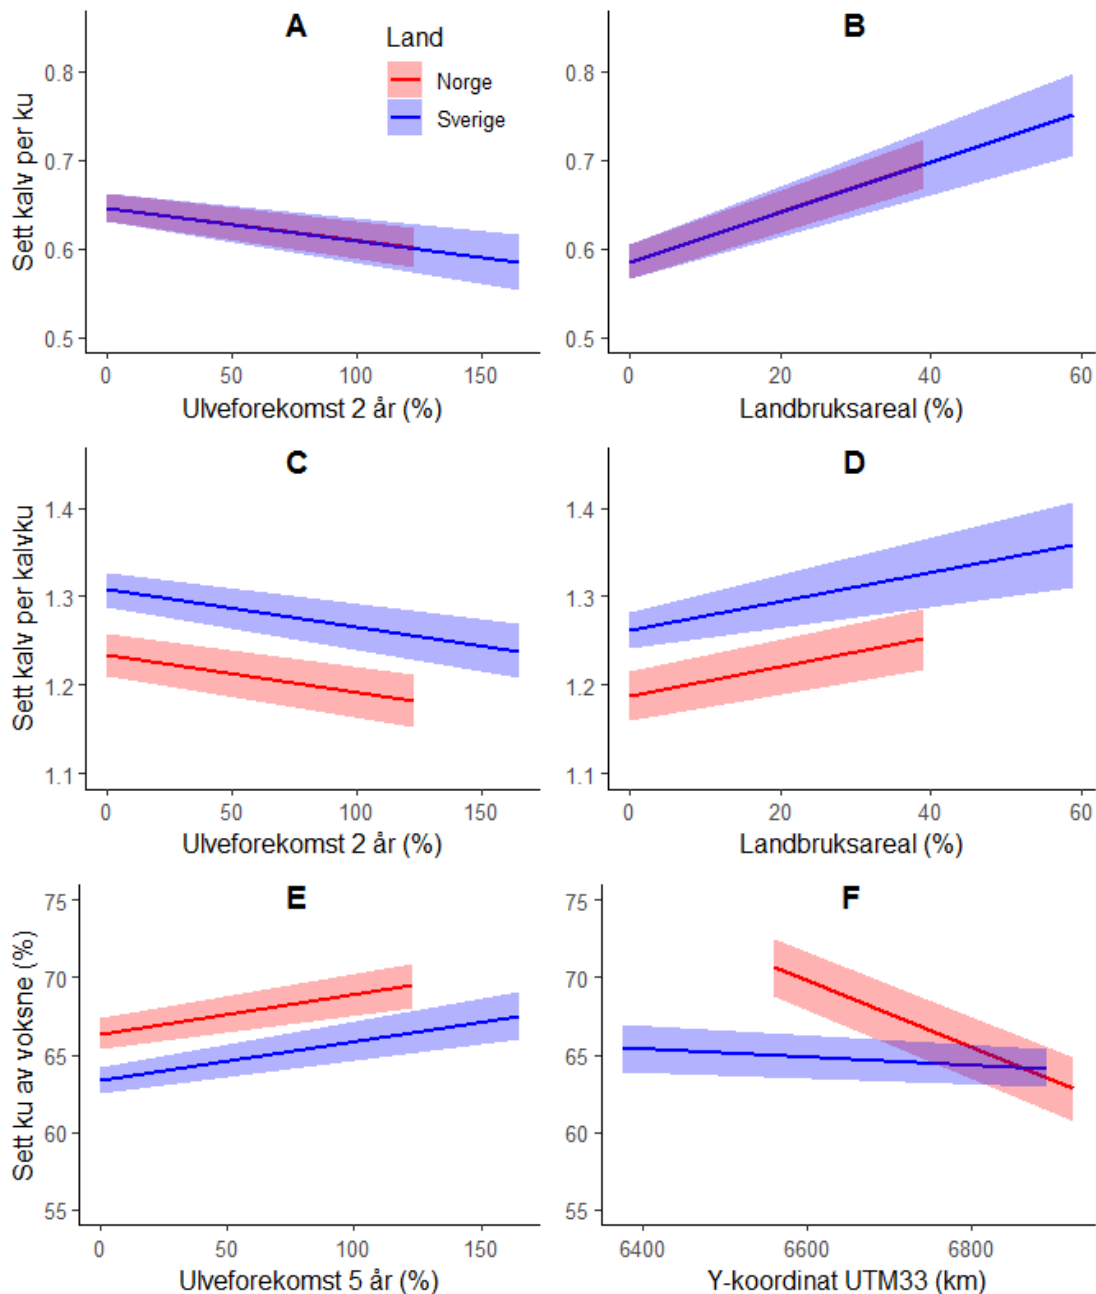 A
Land
Norge
Sverige
Sett kalv per ku
0.8
0.7
0.6
0.5
0
50
100
150
Ulveforekomst 2 år (%)
B
0.8
0.7
0.6
0.5
0
20
40
60
Landbruksareal (%)
C
Sett kalv per kalvku
1.4
1.3
1.2
1.1
0
50
100
150
Ulveforekomst 2 år (%)
D
1.4
1.3
1.2
1.1
0
20
40
60
Landbruksareal (%)
E
Sett ku av voksne (%)
75
70
65
60
55
0
50
100
150
Ulveforekomst 5 år (%)
F
75
70
65
60
55
6400
6600
6800
Y-koordinat UTM33 (km)